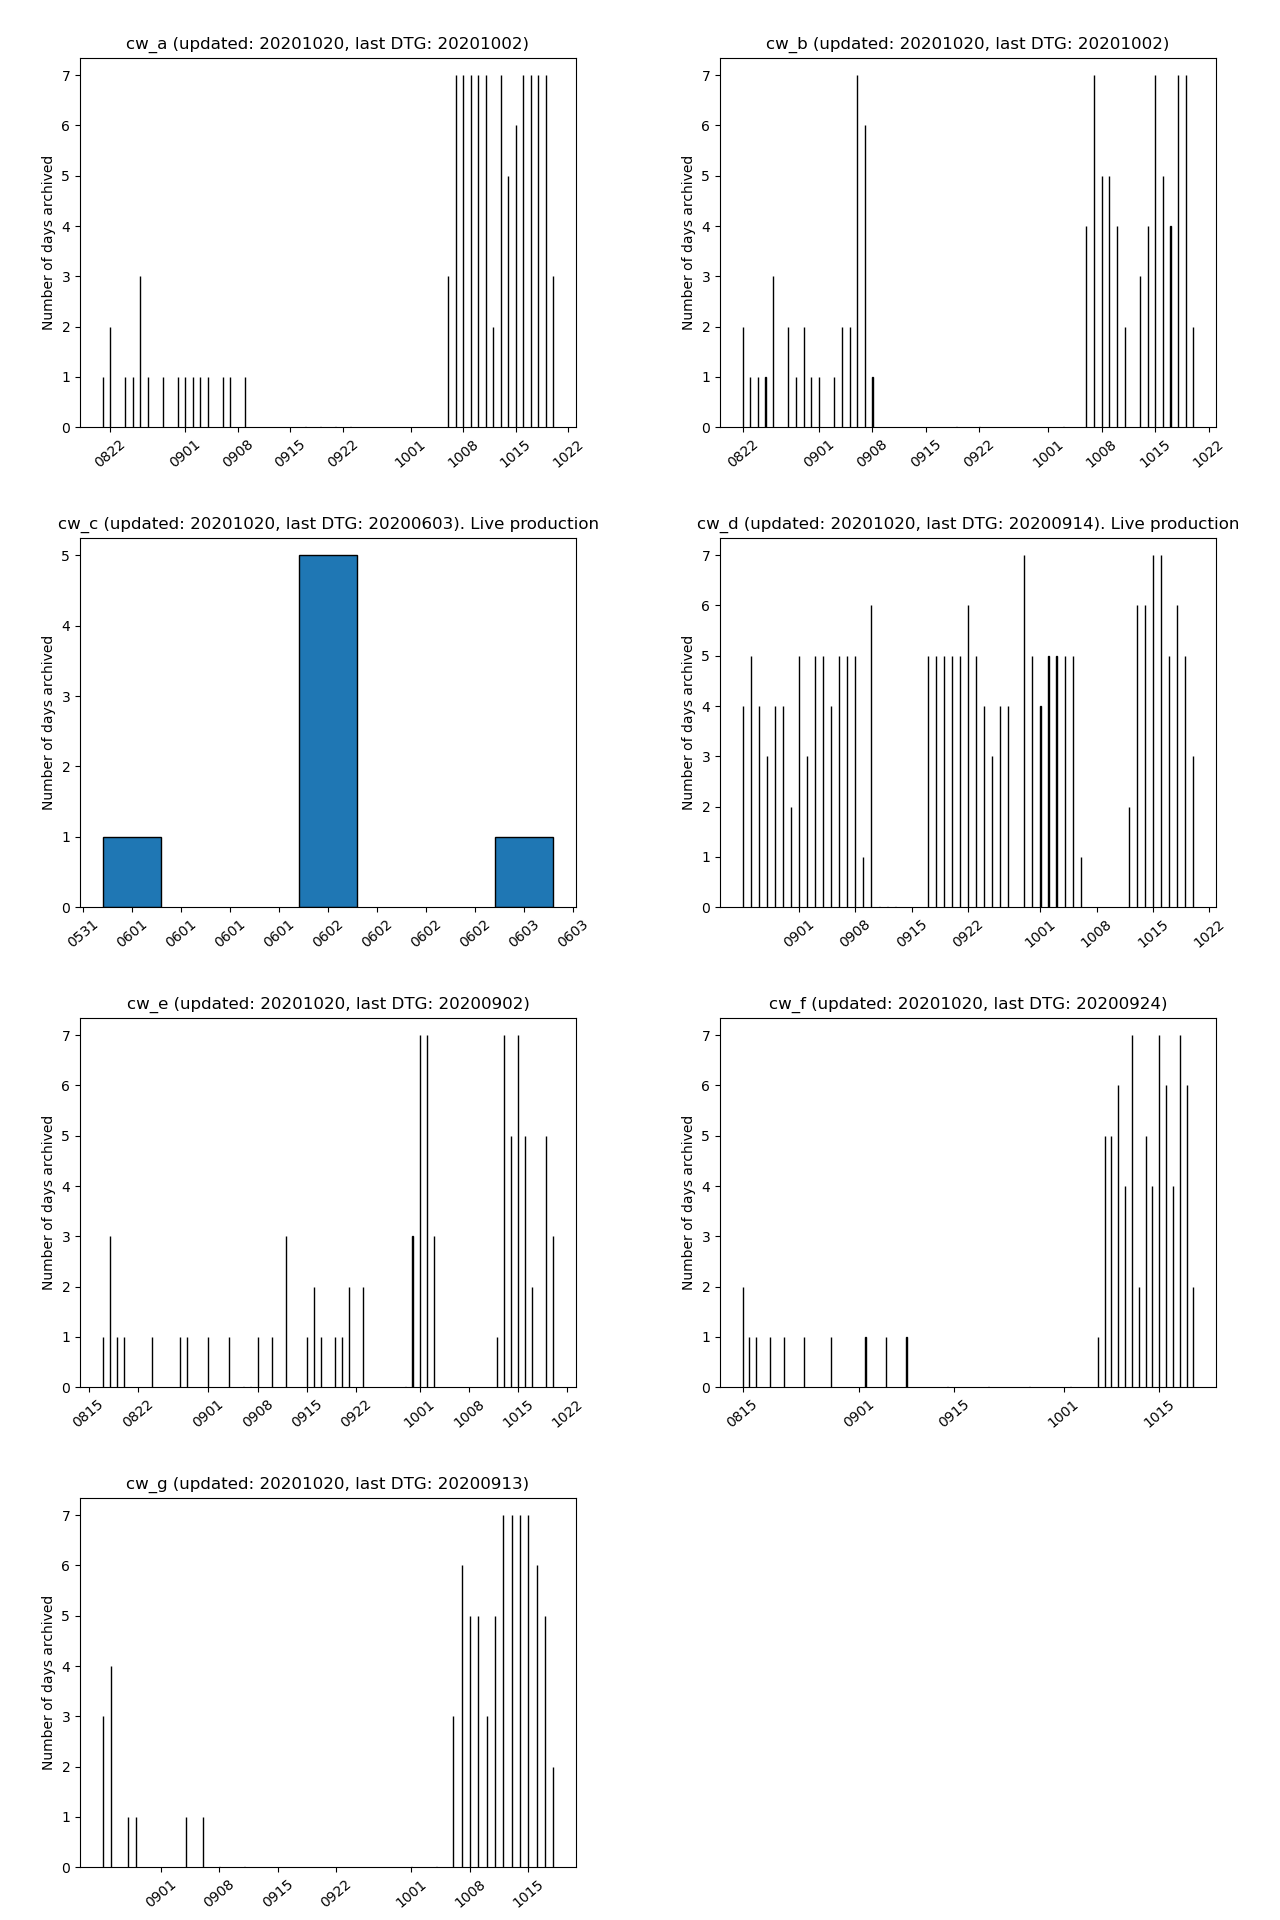 cw_a (updated: 20201020, last DTG: 20201002)
Number of days archived
7
6
5
4
3
2
1
0
0822 0901 0908 0915 0922 1001 1008 1015 1022
cw_b (updated: 20201020, last DTG: 20201002)
Number of days archived
7
6
5
4
3
2
1
0
0822 0901 0908 0915 0922 1001 1008 1015 1022
cw_c (updated: 20201020, last DTG: 20200603). Live production
Number of days archived
5
4
3
2
1
0
0531 0601 0601 0601 0601 0602 0602 0602 0602 0603 0603
cw_d (updated: 20201020, last DTG: 20200914). Live production
Number of days archived
7
6
5
4
3
2
1
0
0901 0908 0915 0922 1001 1008 1015 1022
cw_e (updated: 20201020, last DTG: 20200902)
Number of days archived
7
6
5
4
3
2
1
0
0815 0822 0901 0908 0915 0922 1001 1008 1015 1022
cw_f (updated: 20201020, last DTG: 20200924)
Number of days archived
7
6
5
4
3
2
1
0
0815 0901 0915 1001 1015
cw_g (updated: 20201020, last DTG: 20200913)
Number of days archived
7
6
5
4
3
2
1
0
0901 0908 0915 0922 1001 1008 1015